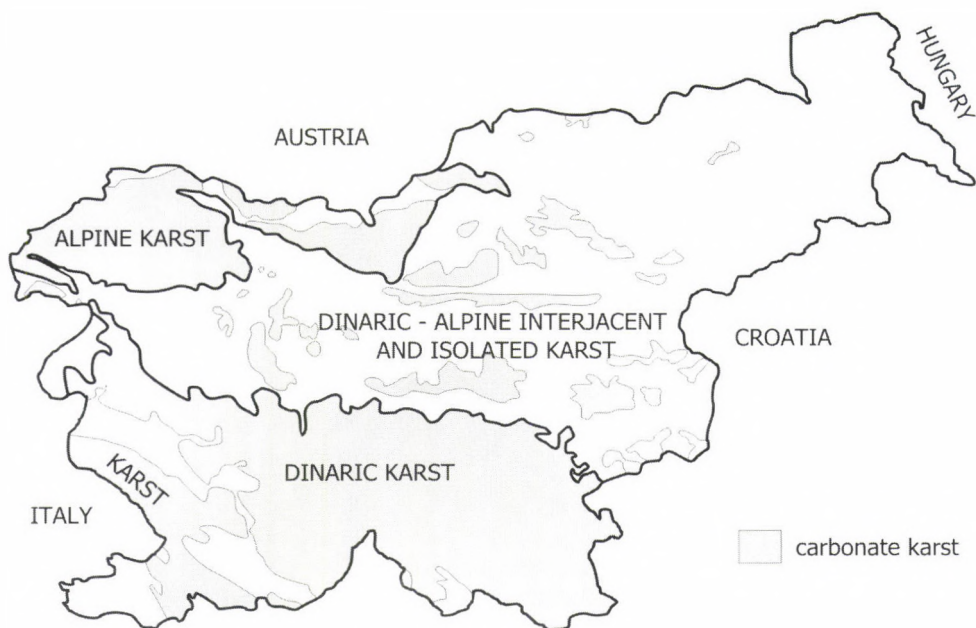 HUNGARY
AUSTRIA
ALPINE KARST
DINARIC - ALPINE INTERJACENT
AND ISOLATED KARST
CROATIA
KARST
DINARIC KARST
ITALY
carbonate karst